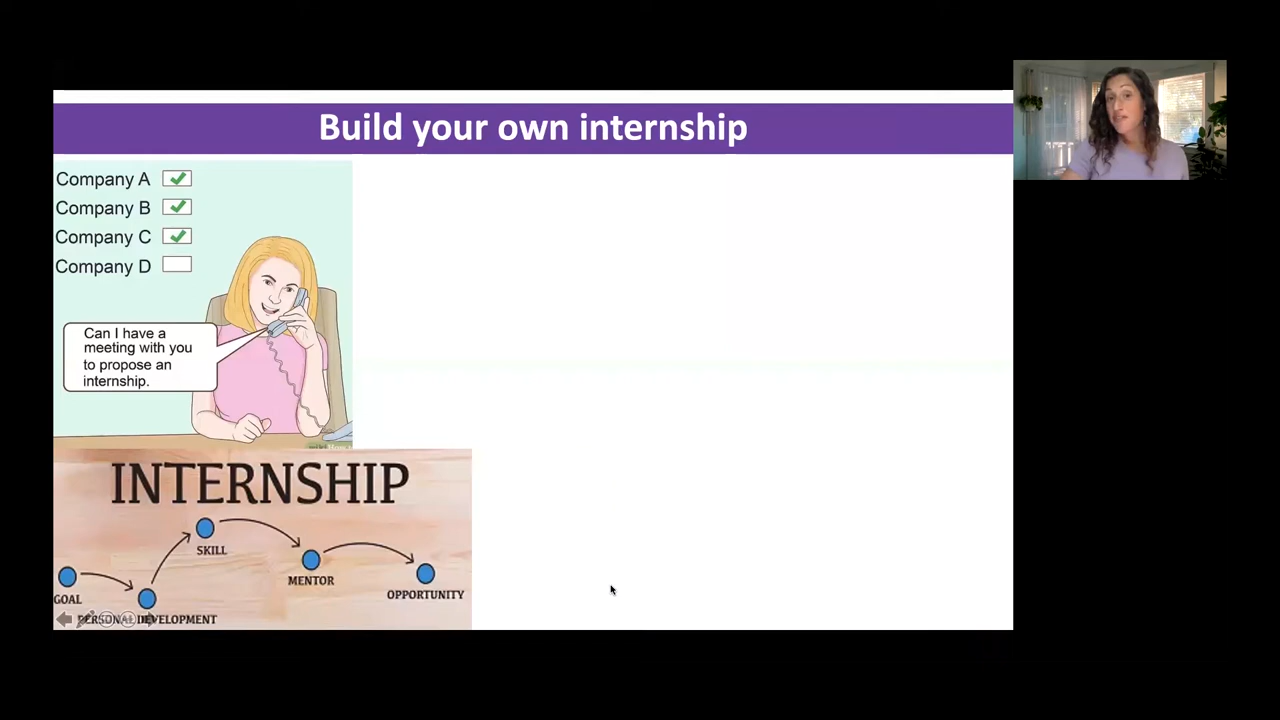 Build your own internship
Company A
Company B
Company C
Company D
Can I have a
meeting with you
to propose an
internship.
INTERNSHIP
SKILL
MENTOR
GOAL
OPPORTUNITY
PERSONAL DEVELOPMENT